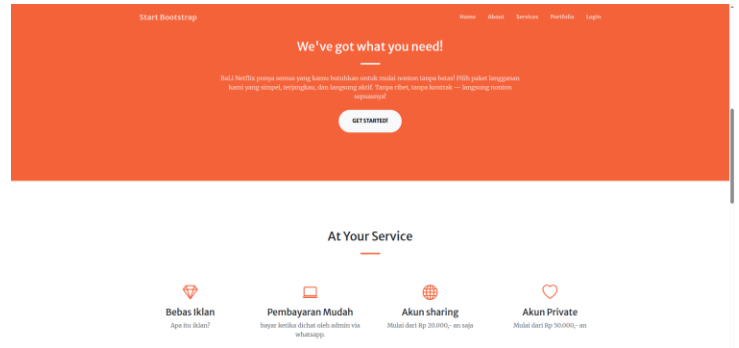 Start Bootstrap
Home About Services Portfolio Login
We've got what you need!
BaLi Netflix punya semua yang kamu butuhkan untuk mulai nonton tanpa batas! Pilih paket langganan
kami yang simpel, terjangkau, dan langsung aktif. Tanpa ribet, tanpa kontrak — langsung nonton
sepuasnya!
GET STARTED!
At Your Service
Bebas Iklan
Apa itu iklan?
Pembayaran Mudah
bayar ketika dichat oleh admin via
whatsapp.
Akun sharing
Mulai dari Rp 20.000,- an saja
Akun Private
Mulai dari Rp 50.000,- an